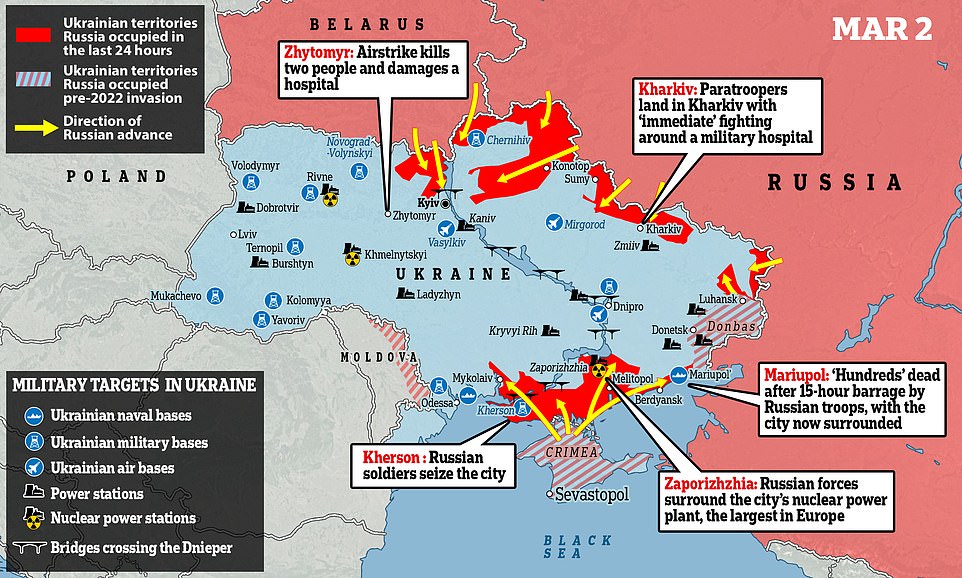 MAR 2
Ukrainian territories
Russia occupied in
the last 24 hours
Ukrainian territories
Russia occupied
pre-2022 invasion
Direction of
Russian advance
BELARUS
Zhytomyr: Airstrike kills
two people and damages a
hospital
Kharkiv: Paratroopers
land in Kharkiv with
‘immediate’ fighting
around a military hospital
POLAND
RUSSIA
Novograd
-Volynskyi
Chernihiv
Volodymyr
Rivne
Konotop
Sumy
Dobrotvir
Kyiv
Zhytomyr
Kaniv
Mirgorod
Kharkiv
Lviv
Vasylkiv
Zmiiv
Ternopil
Burshtyn
Khmelnytskyi
UKRAINE
Mukachevo
Kolomyya
Ladyzhyn
Luhansk
Dnipro
Yavoriv
Kryvyi Rih
Donetsk
Donbas
MOLDOVA
Zaporizhzhia
Mykolaiv
Melitopol
Mariupol'
Odessa
Kherson
Berdyansk
CRIMEA
Sevastopol
BLACK
SEA
Mariupol: ‘Hundreds’ dead
after 15-hour barrage by
Russian troops, with the
city now surrounded
Kherson : Russian
soldiers seize the city
Zaporizhzhia: Russian forces
surround the city’s nuclear power
plant, the largest in Europe
MILITARY TARGETS IN UKRAINE
Ukrainian naval bases
Ukrainian military bases
Ukrainian air bases
Power stations
Nuclear power stations
Bridges crossing the Dnieper